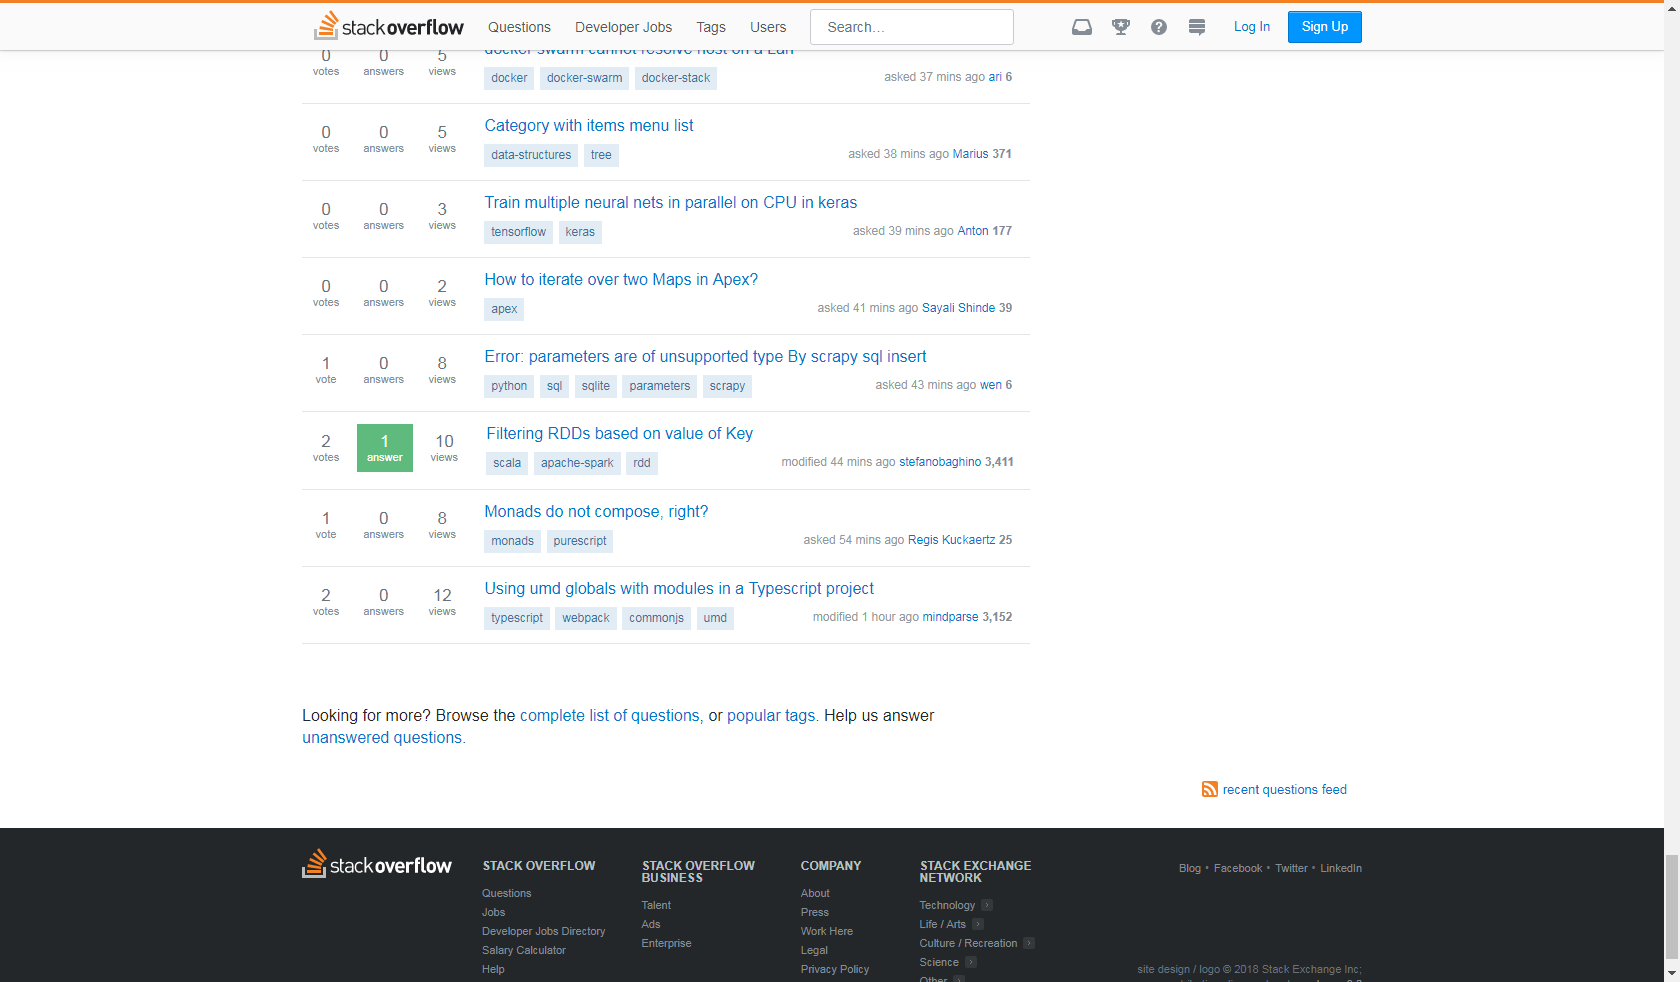 stackoverflow Questions Developer Jobs Tags Users Search... Log In Sign Up
docker swarm cannot resolve host on a Lan
0 votes 0 answers 5 views
docker docker-swarm docker-stack asked 37 mins ago ari 6
0 votes 0 answers 5 views
Category with items menu list
data-structures tree asked 38 mins ago Marius 371
0 votes 0 answers 3 views
Train multiple neural nets in parallel on CPU in keras
tensorflow keras asked 39 mins ago Anton 177
0 votes 0 answers 2 views
How to iterate over two Maps in Apex?
apex asked 41 mins ago Sayali Shinde 39
1 vote 0 answers 8 views
Error: parameters are of unsupported type By scrapy sql insert
python sql sqlite parameters scrapy asked 43 mins ago wen 6
2 votes 1 answer 10 views
Filtering RDDs based on value of Key
scala apache-spark rdd modified 44 mins ago stefanobaghino 3,411
1 vote 0 answers 8 views
Monads do not compose, right?
monads purescript asked 54 mins ago Regis Kuckaertz 25
2 votes 0 answers 12 views
Using umd globals with modules in a Typescript project
typescript webpack commonjs umd modified 1 hour ago mindparse 3,152
Looking for more? Browse the complete list of questions, or popular tags. Help us answer
unanswered questions.
recent questions feed
stackoverflow
STACK OVERFLOW
Questions
Jobs
Developer Jobs Directory
Salary Calculator
Help
STACK OVERFLOW
BUSINESS
Talent
Ads
Enterprise
COMPANY
About
Press
Work Here
Legal
Privacy Policy
STACK EXCHANGE
NETWORK
Technology
Life / Arts
Culture / Recreation
Science
Other
Blog • Facebook • Twitter • LinkedIn
site design / logo © 2018 Stack Exchange Inc;